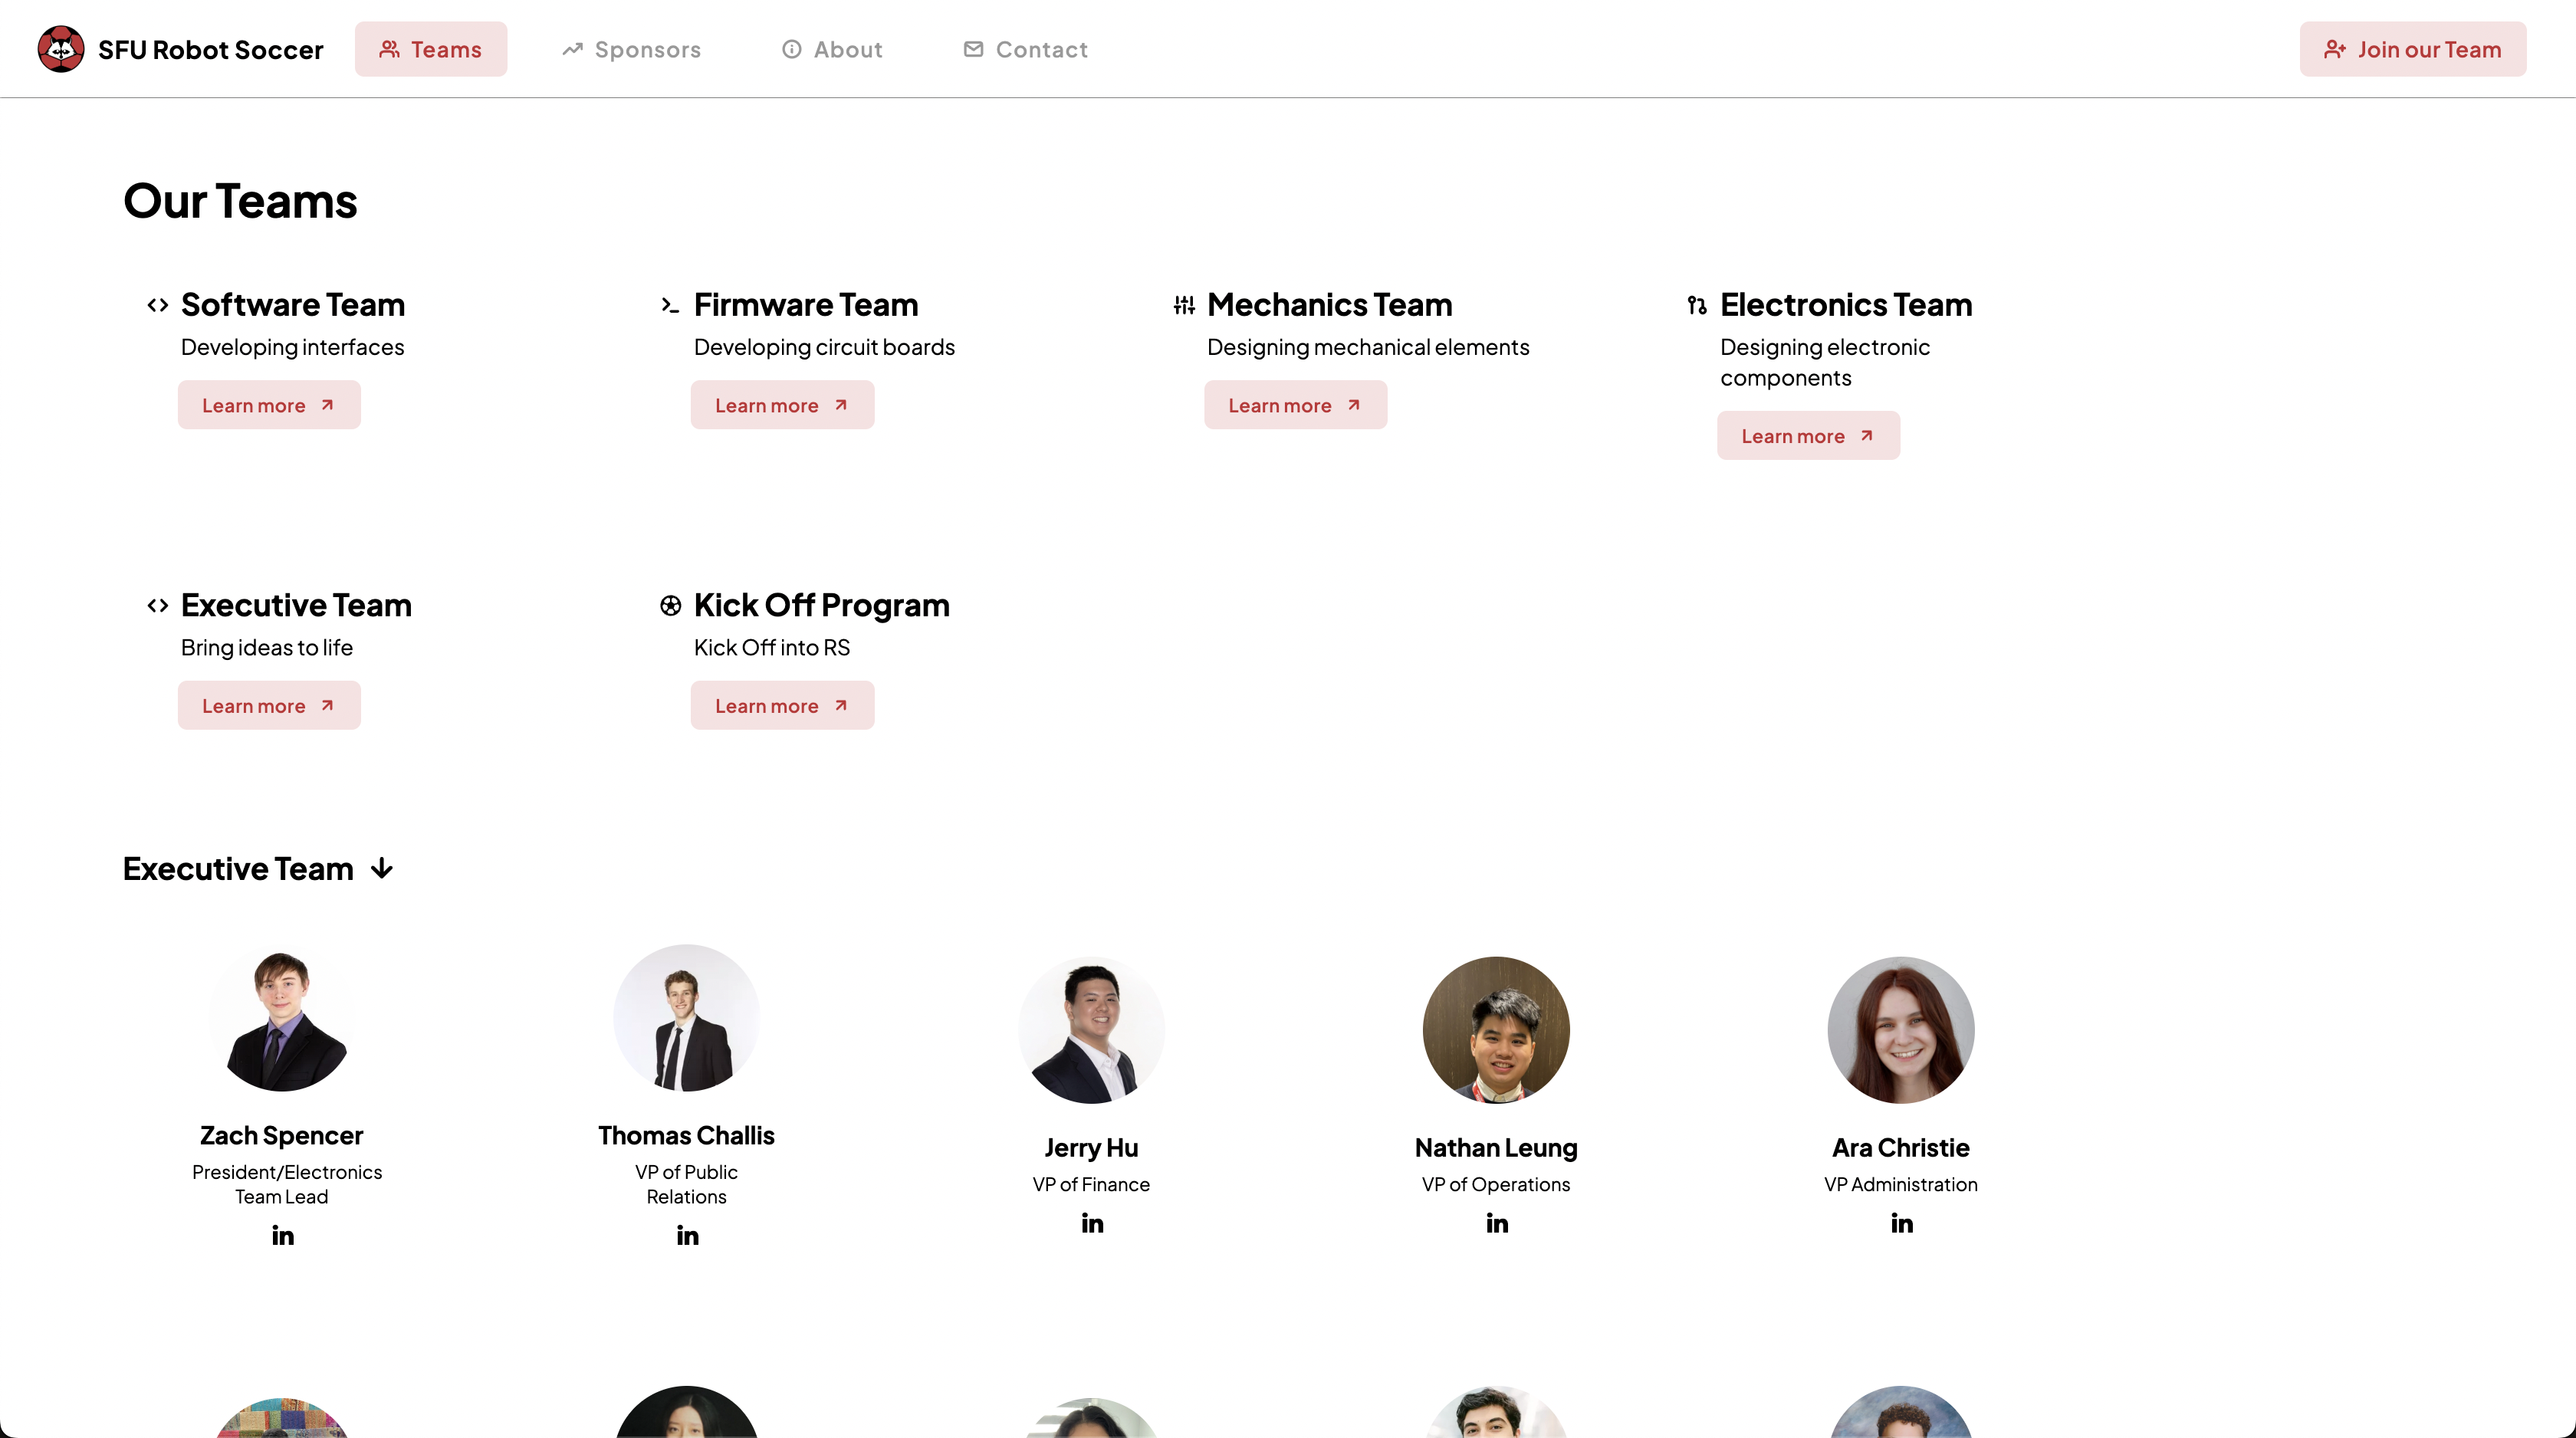 SFU Robot Soccer
Teams
Sponsors
About
Contact
Join our Team
Our Teams
Software Team
Developing interfaces
Learn more
Firmware Team
Developing circuit boards
Learn more
Mechanics Team
Designing mechanical elements
Learn more
Electronics Team
Designing electronic
components
Learn more
Executive Team
Bring ideas to life
Learn more
Kick Off Program
Kick Off into RS
Learn more
Executive Team
Zach Spencer
President/Electronics
Team Lead
in
Thomas Challis
VP of Public
Relations
in
Jerry Hu
VP of Finance
in
Nathan Leung
VP of Operations
in
Ara Christie
VP Administration
in